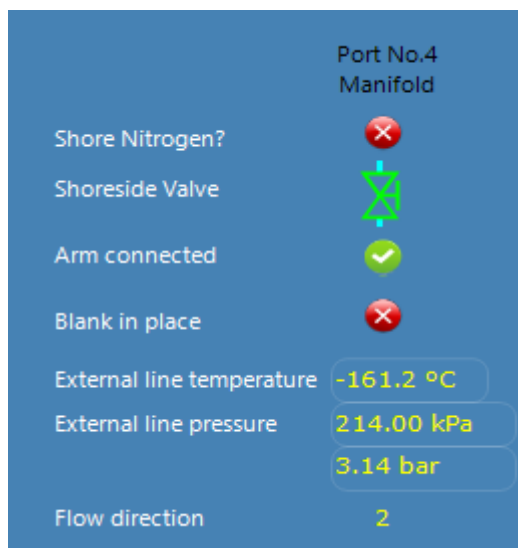 Port No.4
Manifold
Shore Nitrogen?
Shoreside Valve
Arm connected
Blank in place
External line temperature -161.2 ºC
External line pressure 214.00 kPa
3.14 bar
Flow direction 2